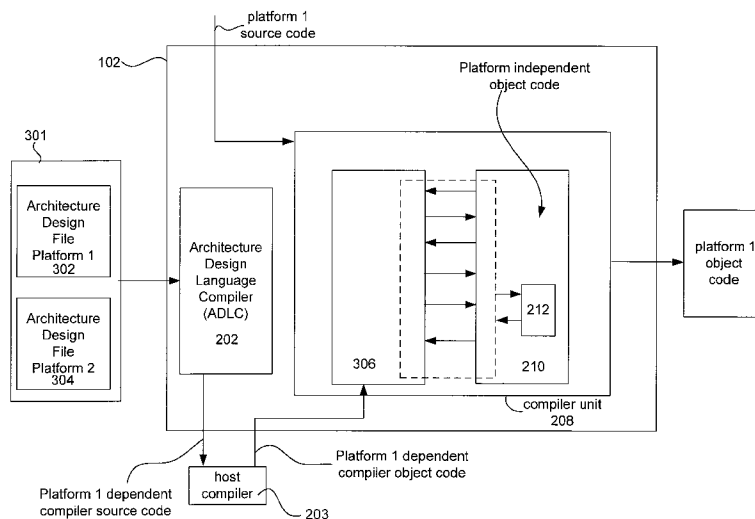 platform 1
source code
102
Platform independent
object code
301
Architecture
Design
File
Platform 1
302
Architecture
Design
File
Platform 2
304
Architecture
Design
Language
Compiler
(ADLC)
202
306
212
210
platform 1
object
code
compiler unit
208
Platform 1 dependent
compiler source code
host
compiler
203
Platform 1 dependent
compiler object code